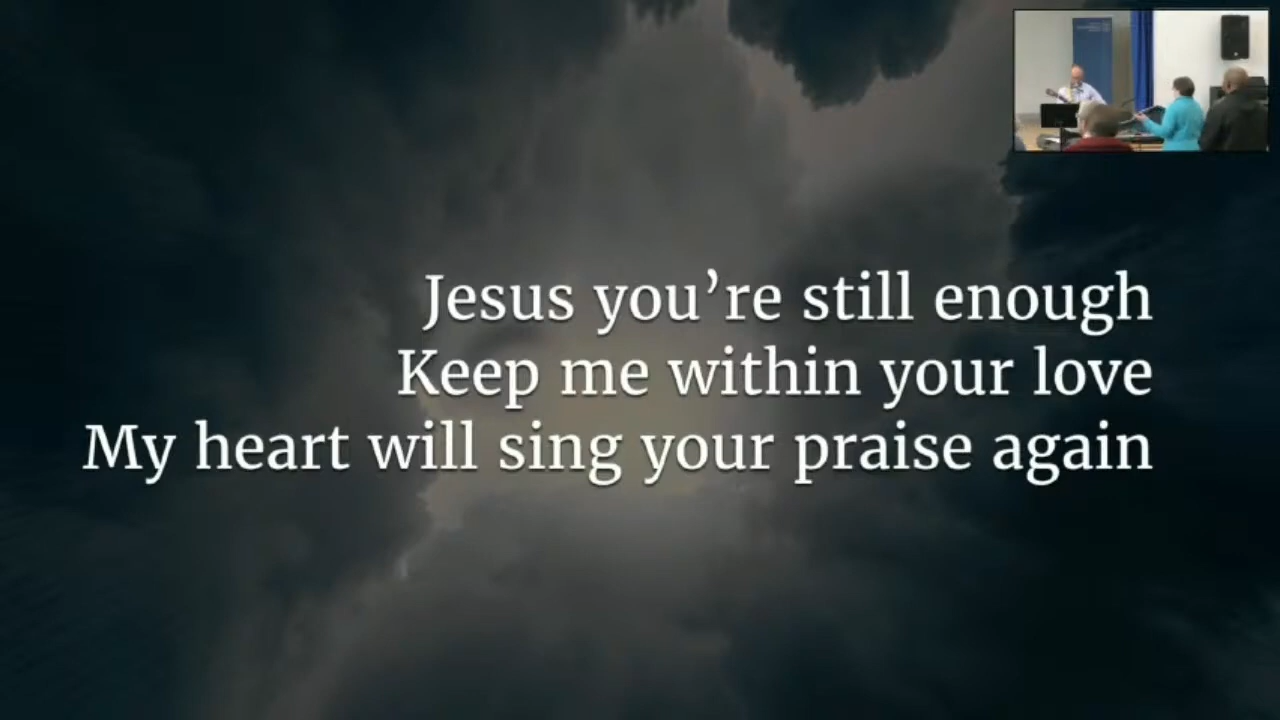 Jesus you’re still enough
Keep me within your love
My heart will sing your praise again